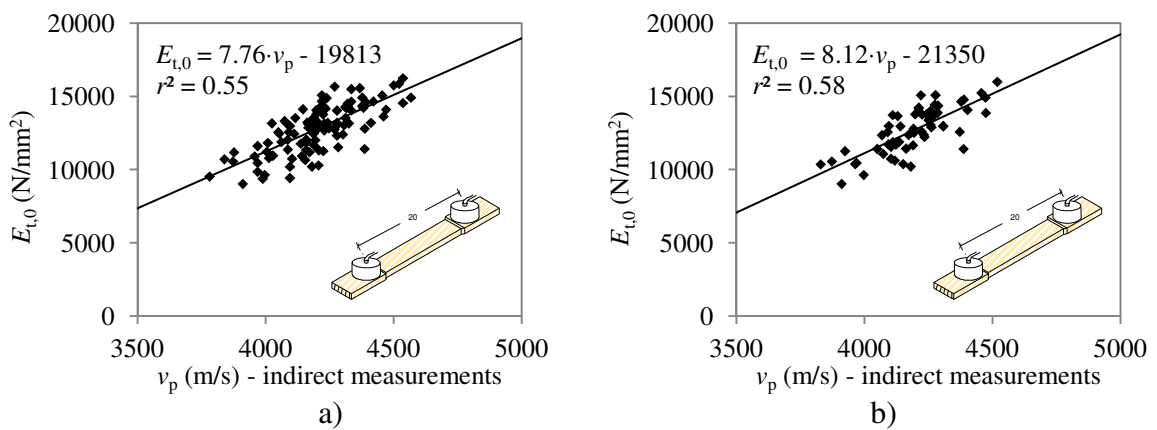 20000
15000
10000
5000
0
E_t,0 (N/mm²)
E_t,0 = 7.76·v_p - 19813
r² = 0.55
20
3500 4000 4500 5000
v_p (m/s) - indirect measurements
a)
20000
15000
10000
5000
0
E_t,0 (N/mm²)
E_t,0 = 8.12·v_p - 21350
r² = 0.58
20
3500 4000 4500 5000
v_p (m/s) - indirect measurements
b)